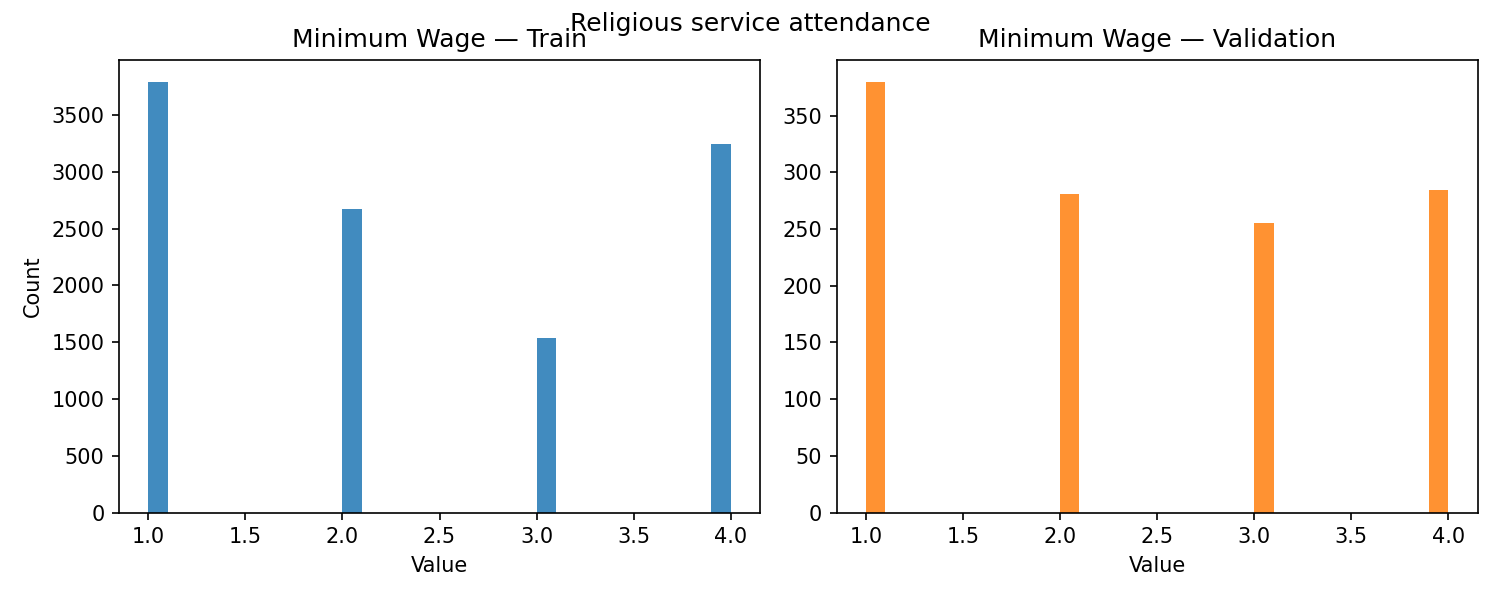 Religious service attendance
Minimum Wage — Train
3500
3000
2500
2000
1500
1000
500
0
Count
1.0 1.5 2.0 2.5 3.0 3.5 4.0
Value
Minimum Wage — Validation
350
300
250
200
150
100
50
0
1.0 1.5 2.0 2.5 3.0 3.5 4.0
Value